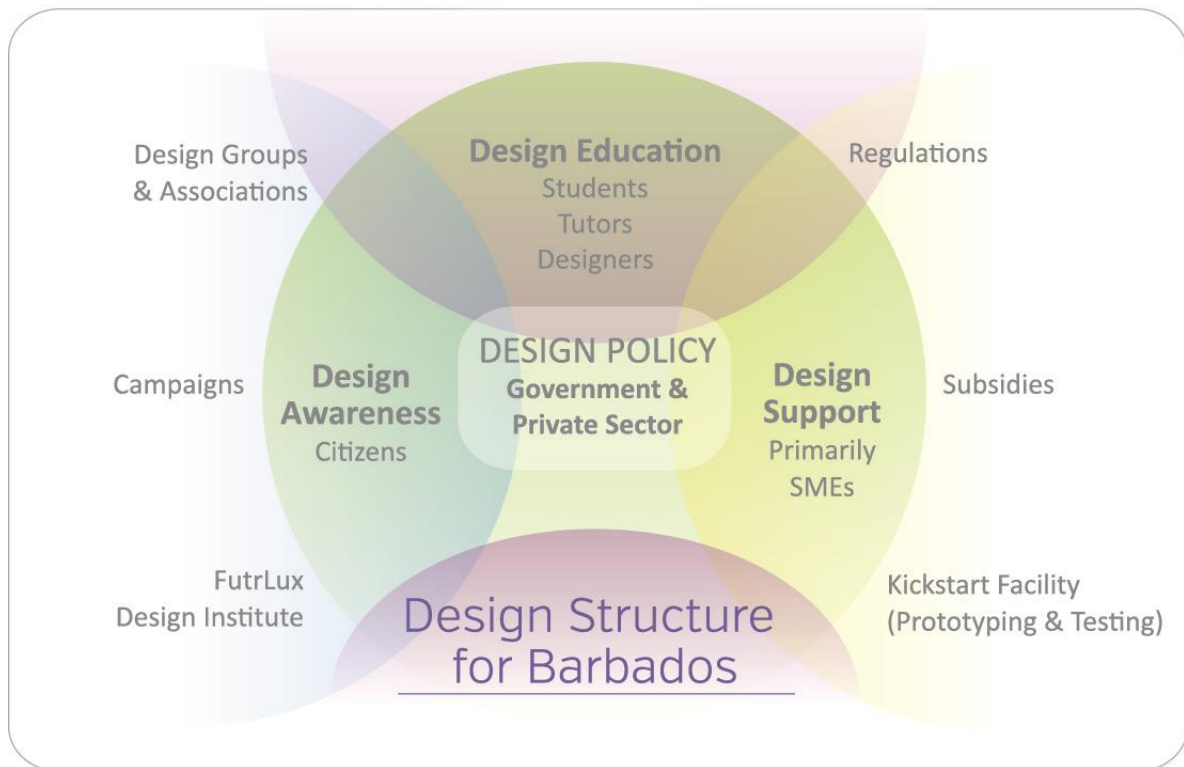 Design Groups
& Associations
Design Education
Students
Tutors
Designers
Regulations
Campaigns
Design
Awareness
Citizens
DESIGN POLICY
Government &
Private Sector
Design
Support
Primarily
SMEs
Subsidies
FutrLux
Design Institute
Design Structure
for Barbados
Kickstart Facility
(Prototyping & Testing)